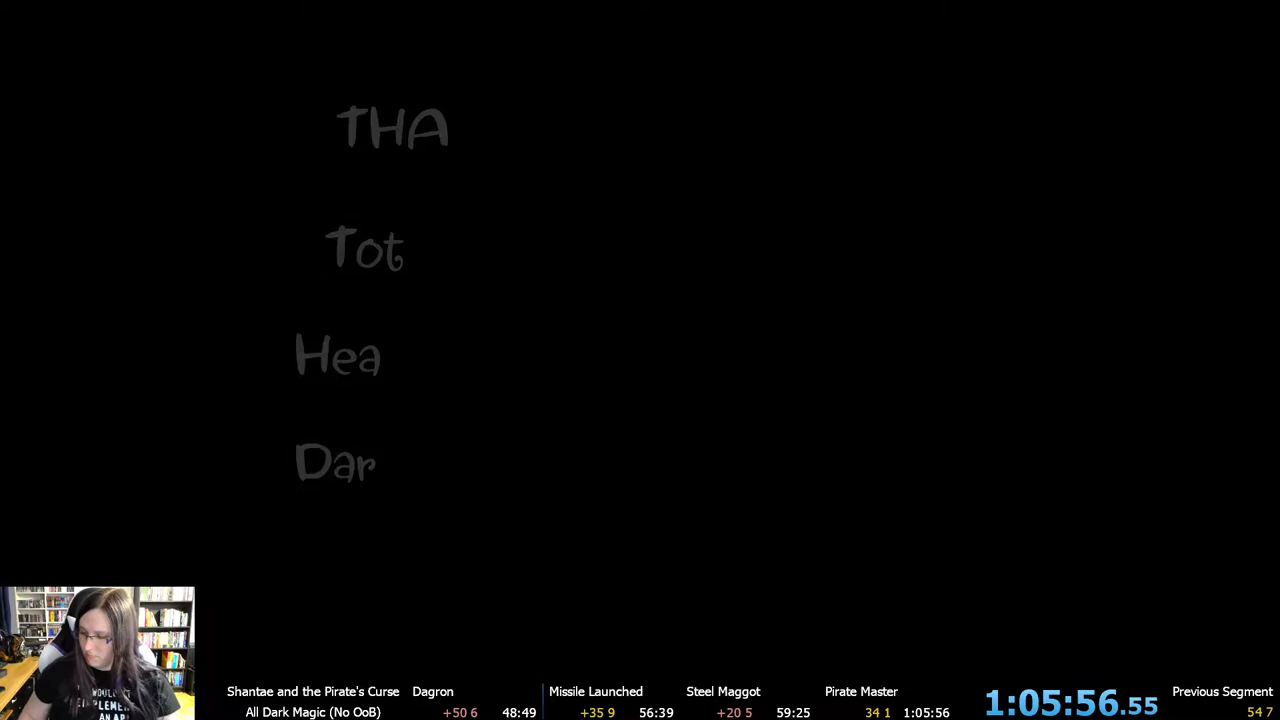 THA
Tot
Hea
Dar
Shantae and the Pirate's Curse Dagron Missile Launched Steel Maggot Pirate Master 1:05:56.55 Previous Segment
All Dark Magic (No OoB) +50 6 48:49 +35 9 56:39 +20 5 59:25 34 1 1:05:56 54 7